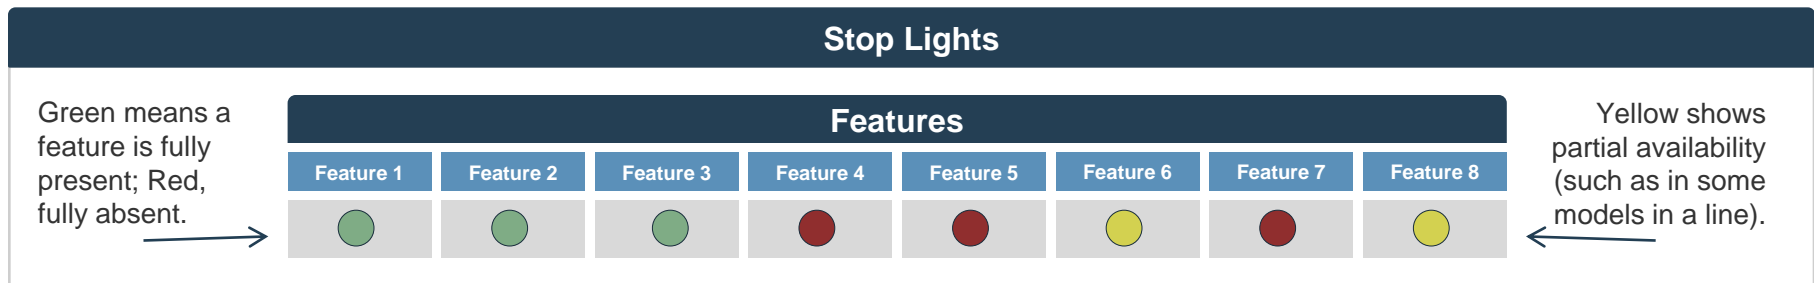 Stop Lights
Green means a
feature is fully
present; Red,
fully absent.
Features
Feature 1
Feature 2
Feature 3
Feature 4
Feature 5
Feature 6
Feature 7
Feature 8
Yellow shows
partial availability
(such as in some
models in a line).